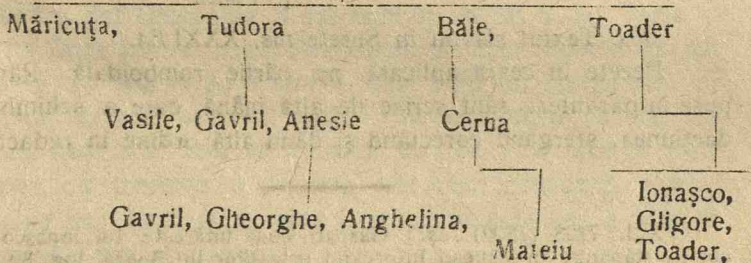 Măricuța, Tudora Băle, Toader
Vasile, Gavril, Anesie Cerna
Ionașco,
Gavril, Gheorghe, Anghelina, Gligore,
Mateiu Toader,